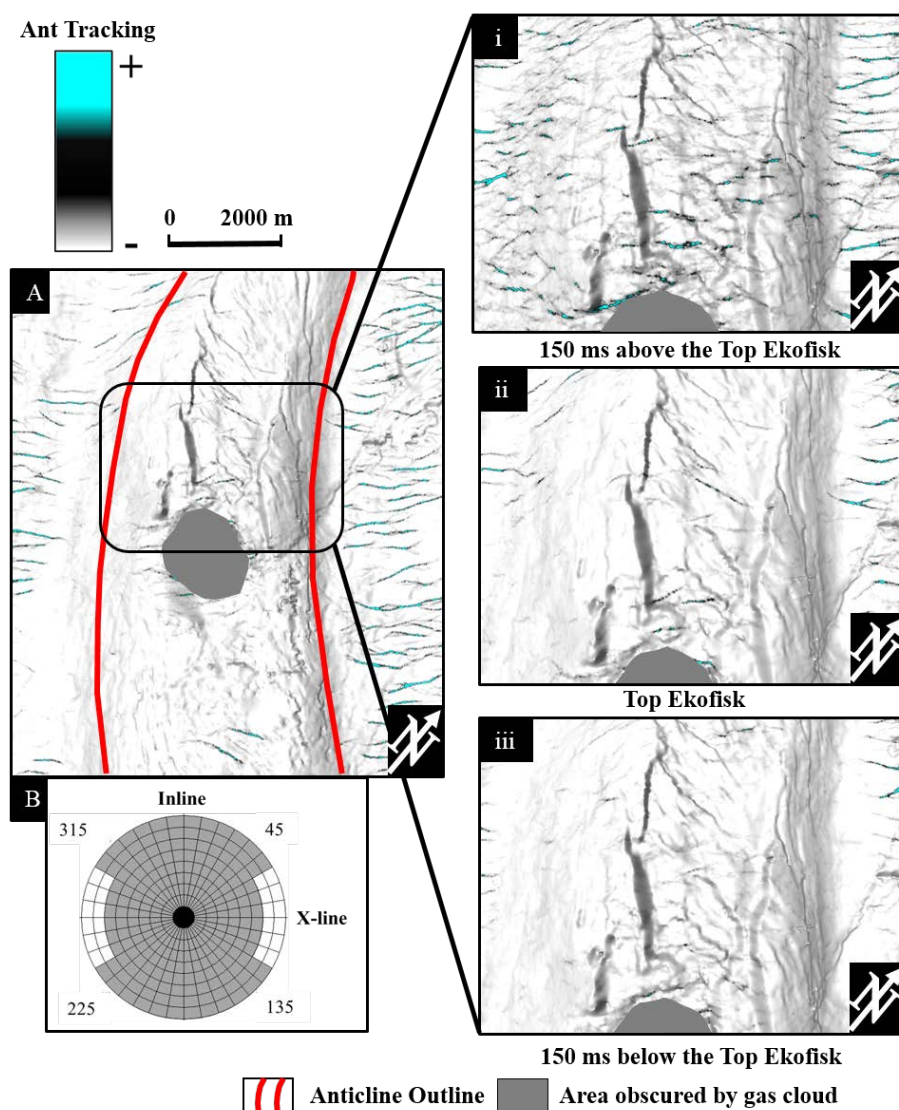 Ant Tracking
+
-
0 2000 m
A
N
i
N
150 ms above the Top Ekofisk
ii
N
Top Ekofisk
iii
N
150 ms below the Top Ekofisk
B
Inline
315 45
X-line
225 135
Anticline Outline
Area obscured by gas cloud